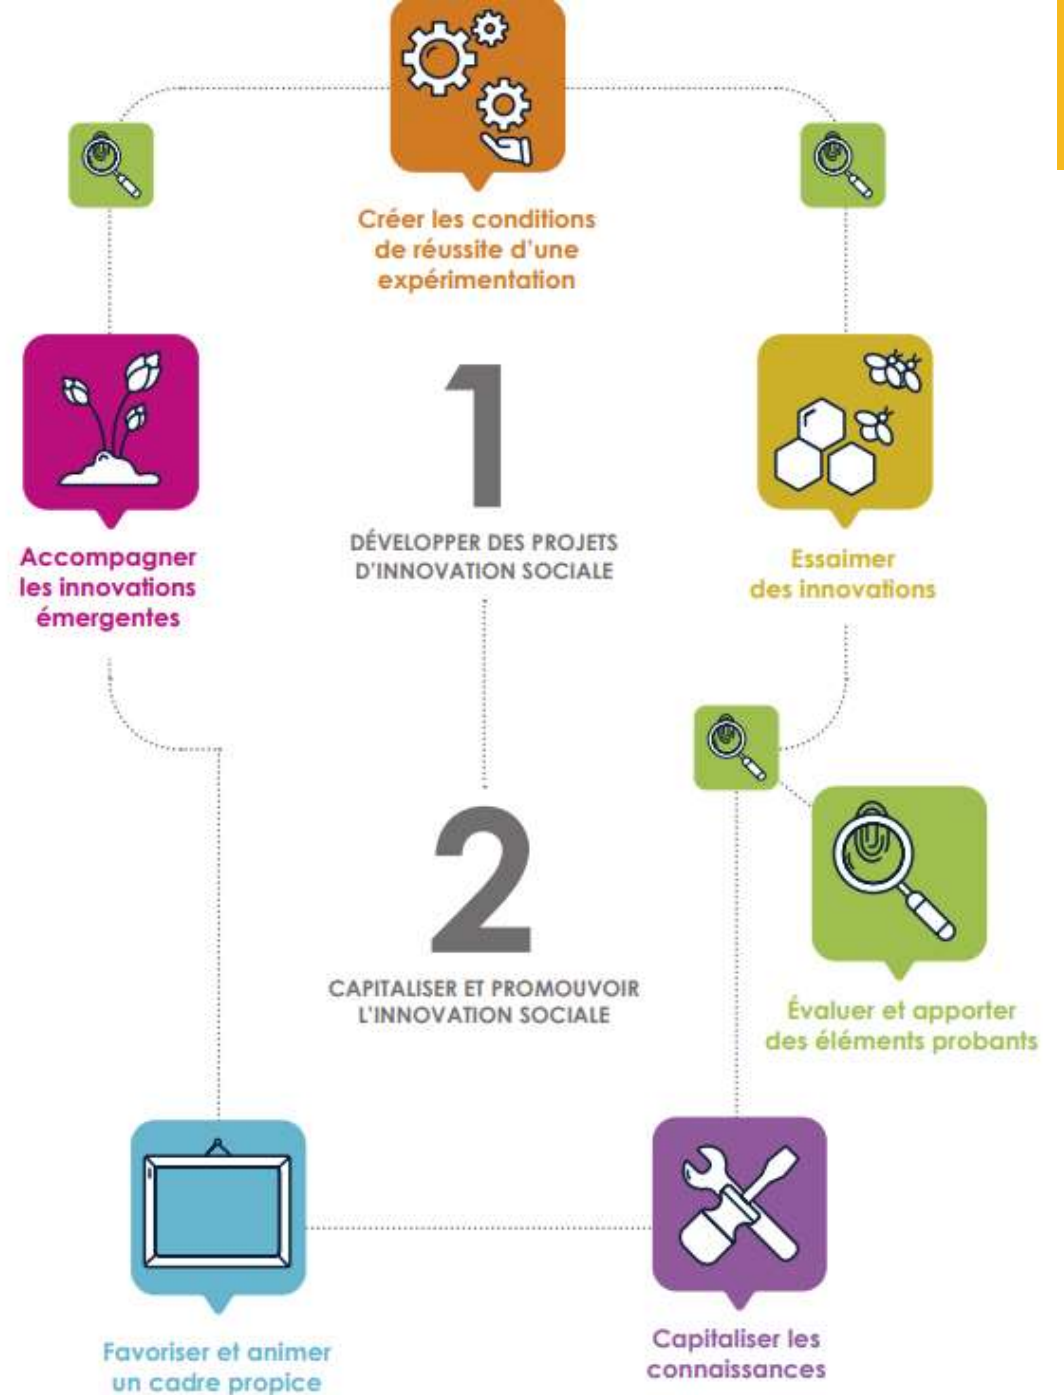 Créer les conditions
de réussite d'une
expérimentation
1
DÉVELOPPER DES PROJETS
D'INNOVATION SOCIALE
Accompagner
les innovations
émergentes
Essaimer
des innovations
2
CAPITALISER ET PROMOUVOIR
L'INNOVATION SOCIALE
Évaluer et apporter
des éléments probants
Favoriser et animer
un cadre propice
Capitaliser les
connaissances